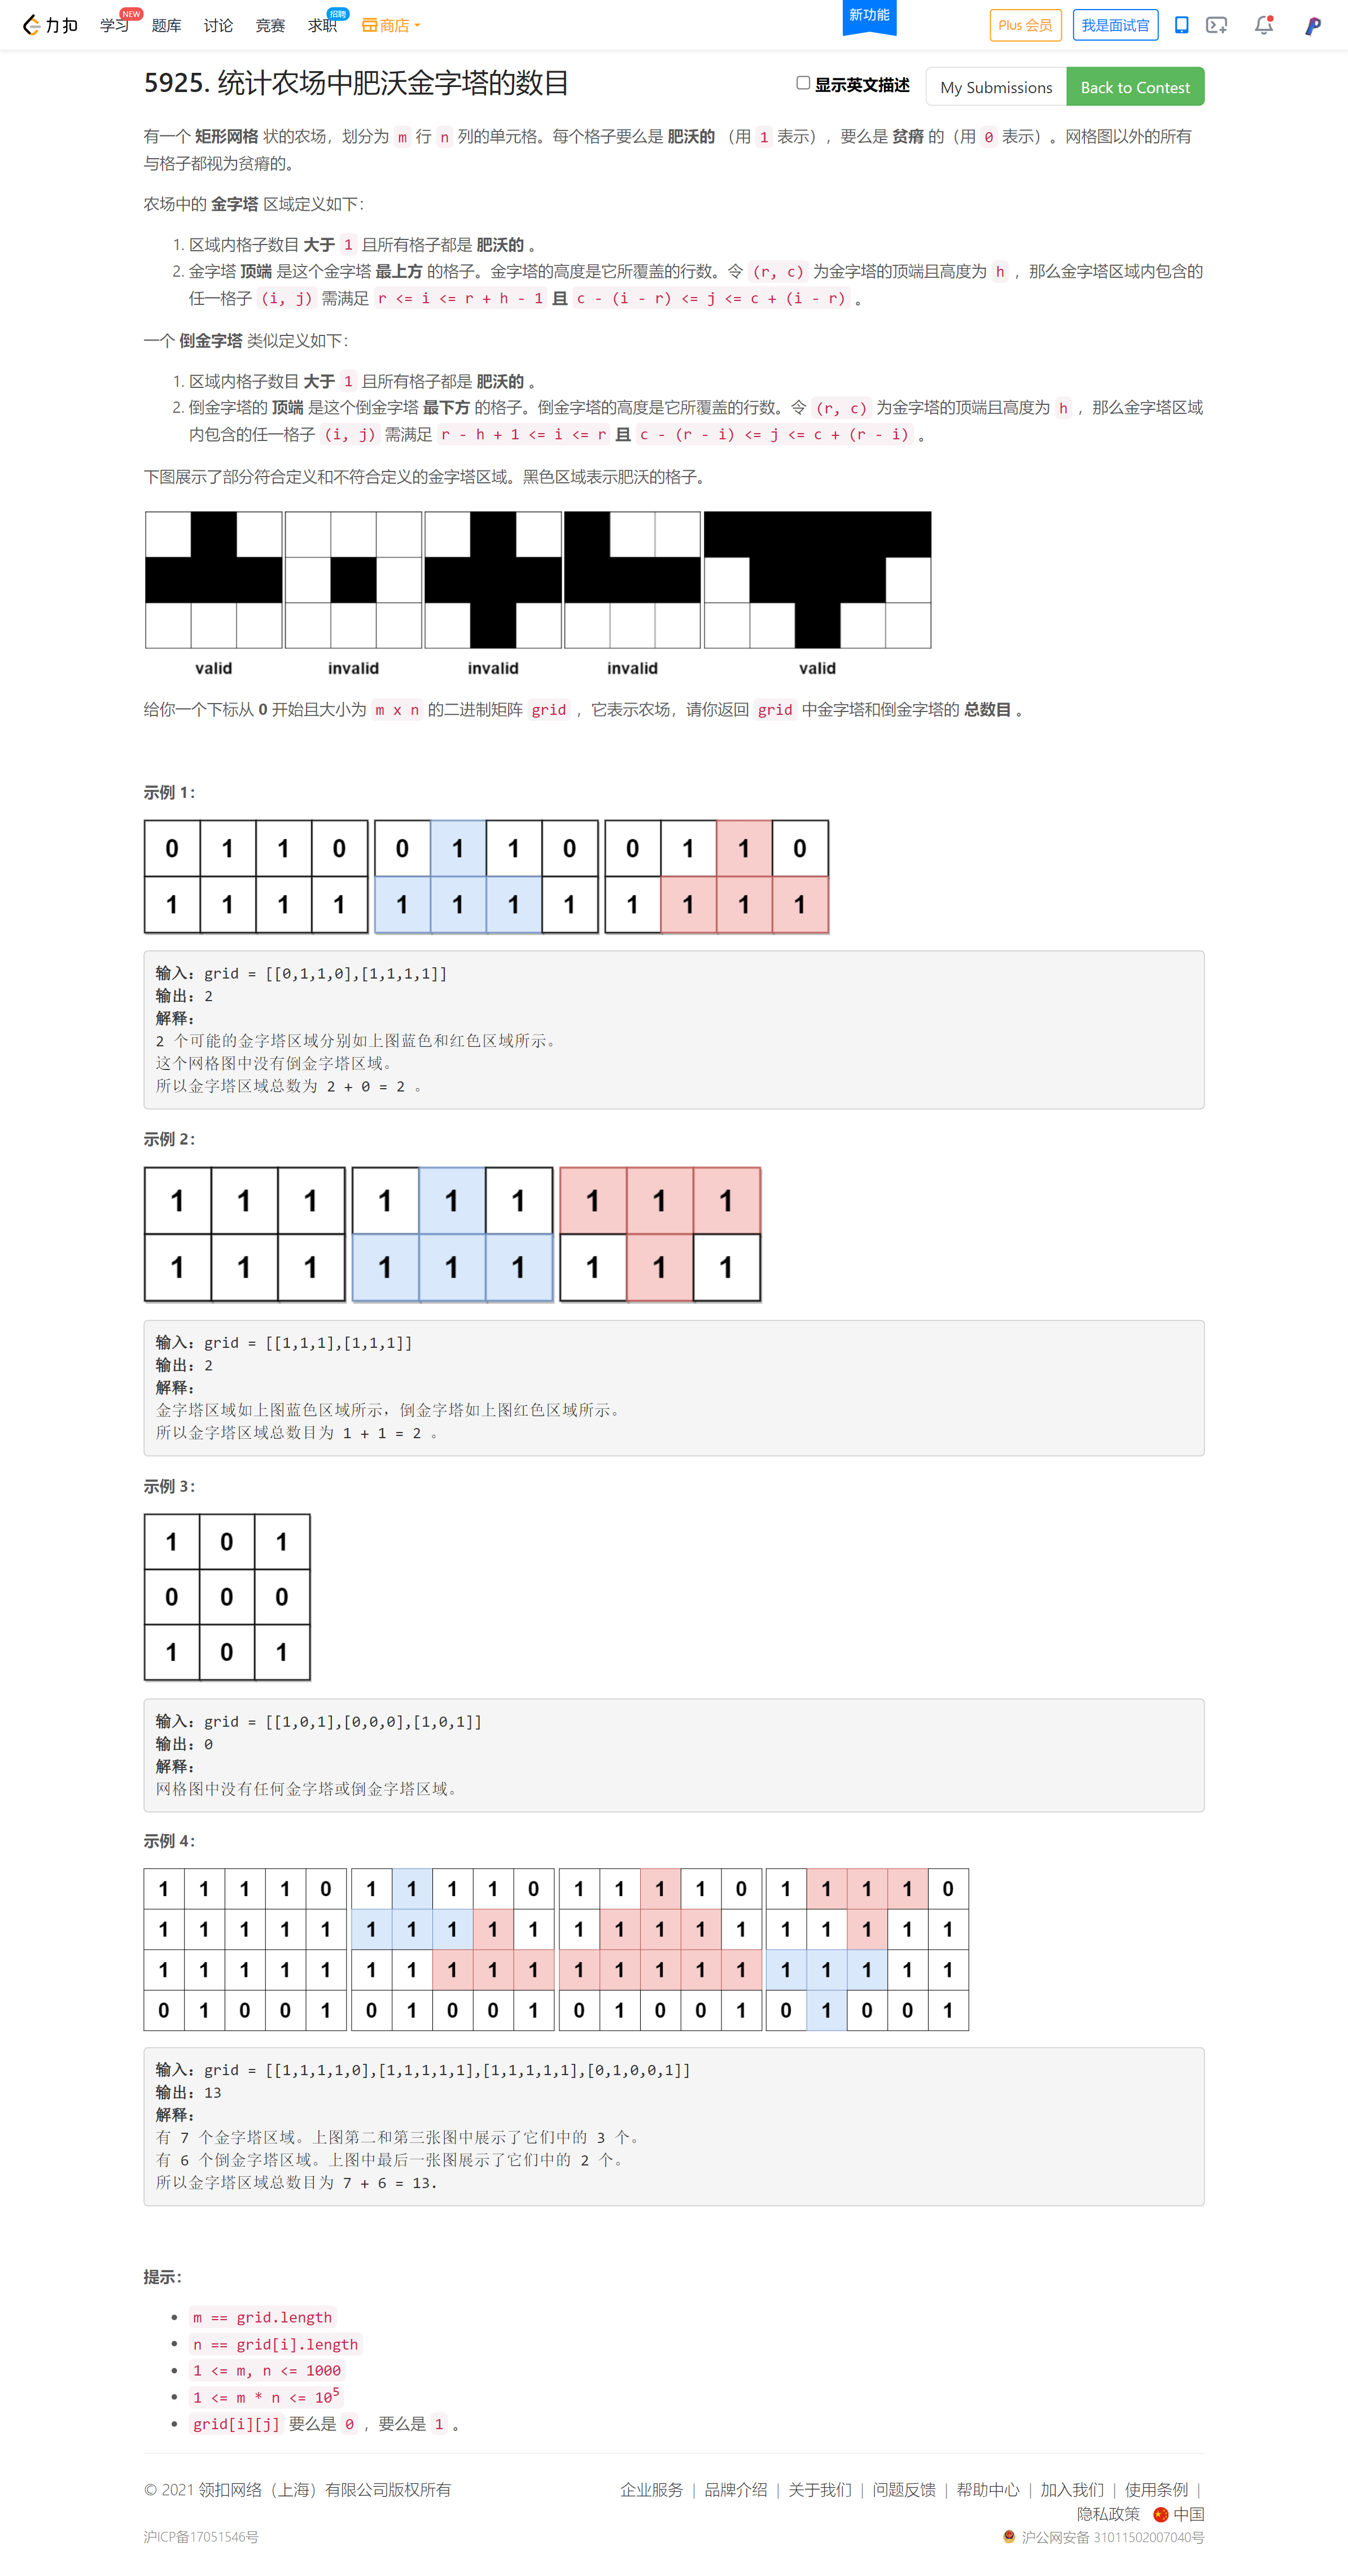 力扣 学习 NEW 题库 讨论 竞赛 求职 招聘 商店 新功能 Plus 会员 我是面试官
5925. 统计农场中肥沃金字塔的数目 显示英文描述 My Submissions Back to Contest
有一个 矩形网格 状的农场，划分为 m 行 n 列的单元格。每个格子要么是 肥沃的 （用 1 表示），要么是 贫瘠 的（用 0 表示）。网格图以外的所有
与格子都视为贫瘠的。
农场中的 金字塔 区域定义如下：
1. 区域内格子数目 大于 1 且所有格子都是 肥沃的 。
2. 金字塔 顶端 是这个金字塔 最上方 的格子。金字塔的高度是它所覆盖的行数。令 (r, c) 为金字塔的顶端且高度为 h ，那么金字塔区域内包含的
任一格子 (i, j) 需满足 r <= i <= r + h - 1 且 c - (i - r) <= j <= c + (i - r) 。
一个 倒金字塔 类似定义如下：
1. 区域内格子数目 大于 1 且所有格子都是 肥沃的 。
2. 倒金字塔的 顶端 是这个倒金字塔 最下方 的格子。倒金字塔的高度是它所覆盖的行数。令 (r, c) 为金字塔的顶端且高度为 h ，那么金字塔区域
内包含的任一格子 (i, j) 需满足 r - h + 1 <= i <= r 且 c - (r - i) <= j <= c + (r - i) 。
下图展示了部分符合定义和不符合定义的金字塔区域。黑色区域表示肥沃的格子。
valid invalid invalid invalid valid
给你一个下标从 0 开始且大小为 m x n 的二进制矩阵 grid ，它表示农场，请你返回 grid 中金字塔和倒金字塔的 总数目 。
示例 1：
0 1 1 0 0 1 1 0 0 1 1 0
1 1 1 1 1 1 1 1 1 1 1 1
输入：grid = [[0,1,1,0],[1,1,1,1]]
输出：2
解释：
2 个可能的金字塔区域分别如上图蓝色和红色区域所示。
这个网格图中没有倒金字塔区域。
所以金字塔区域总数为 2 + 0 = 2 。
示例 2：
1 1 1 1 1 1 1 1 1
1 1 1 1 1 1 1 1 1
输入：grid = [[1,1,1],[1,1,1]]
输出：2
解释：
金字塔区域如上图蓝色区域所示，倒金字塔如上图红色区域所示。
所以金字塔区域总数目为 1 + 1 = 2 。
示例 3：
1 0 1
0 0 0
1 0 1
输入：grid = [[1,0,1],[0,0,0],[1,0,1]]
输出：0
解释：
网格图中没有任何金字塔或倒金字塔区域。
示例 4：
1 1 1 1 0 1 1 1 1 0 1 1 1 1 0 1 1 1 1 0
1 1 1 1 1 1 1 1 1 1 1 1 1 1 1 1 1 1 1 1
1 1 1 1 1 1 1 1 1 1 1 1 1 1 1 1 1 1 1 1
0 1 0 0 1 0 1 0 0 1 0 1 0 0 1 0 1 0 0 1
输入：grid = [[1,1,1,1,0],[1,1,1,1,1],[1,1,1,1,1],[0,1,0,0,1]]
输出：13
解释：
有 7 个金字塔区域。上图第二和第三张图中展示了它们中的 3 个。
有 6 个倒金字塔区域。上图中最后一张图展示了它们中的 2 个。
所以金字塔区域总数目为 7 + 6 = 13.
提示：
• m == grid.length
• n == grid[i].length
• 1 <= m, n <= 1000
• 1 <= m * n <= 10⁵
• grid[i][j] 要么是 0 ，要么是 1 。
© 2021 领扣网络（上海）有限公司版权所有 企业服务 | 品牌介绍 | 关于我们 | 问题反馈 | 帮助中心 | 加入我们 | 使用条例 |
隐私政策 中国
沪ICP备17051546号 沪公网安备 31011502007040号